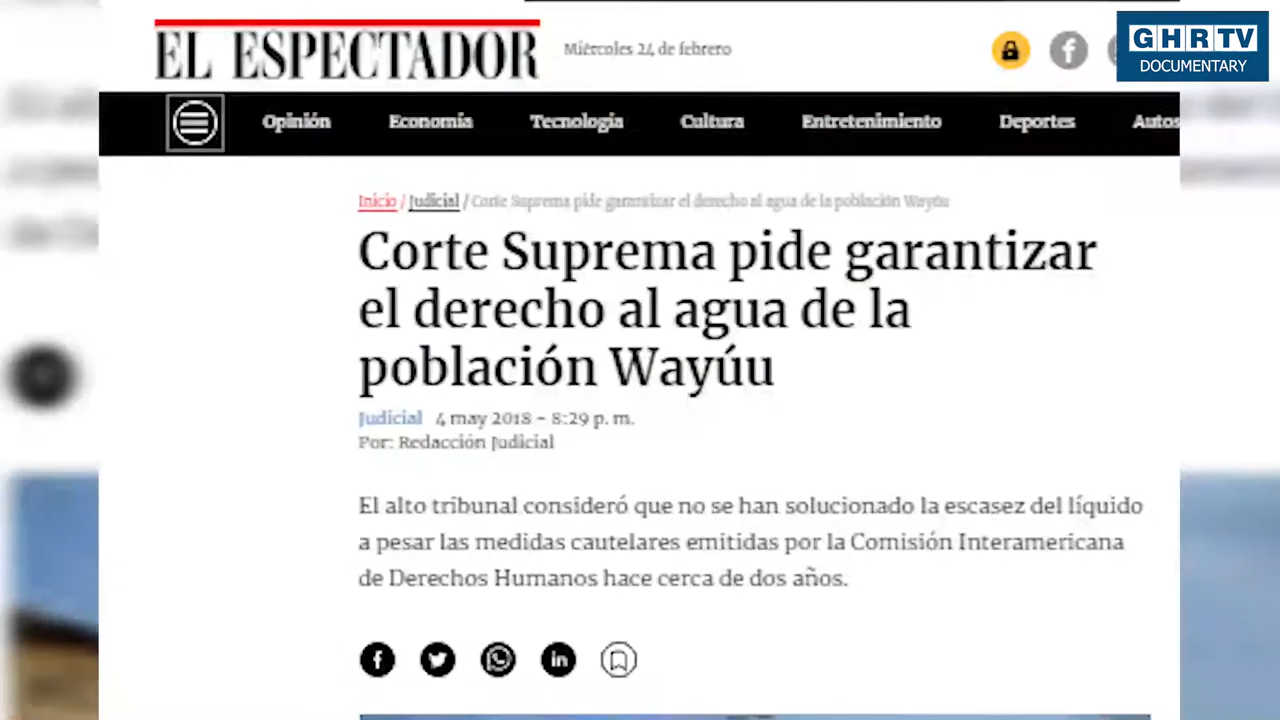 EL ESPECTADOR
Miércoles 24 de febrero
GHRTV
DOCUMENTARY
Opinión Economía Tecnología Cultura Entretenimiento Deportes Autos
Inicio / Judicial / Corte Suprema pide garantizar el derecho al agua de la población Wayúu
Corte Suprema pide garantizar
el derecho al agua de la
población Wayúu
Judicial 4 may 2018 - 8:29 p. m.
Por: Redacción Judicial
El alto tribunal consideró que no se han solucionado la escasez del líquido
a pesar las medidas cautelares emitidas por la Comisión Interamericana
de Derechos Humanos hace cerca de dos años.